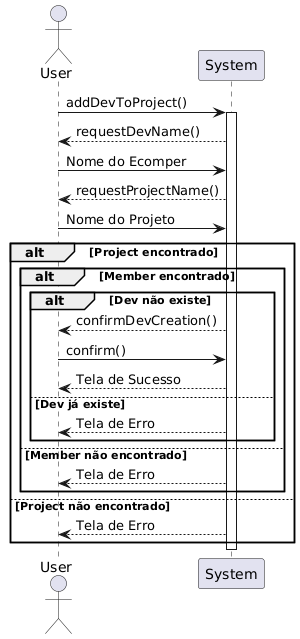 User
System
addDevToProject()
requestDevName()
Nome do Ecomper
requestProjectName()
Nome do Projeto
alt [Project encontrado]
alt [Member encontrado]
alt [Dev não existe]
confirmDevCreation()
confirm()
Tela de Sucesso
[Dev já existe]
Tela de Erro
[Member não encontrado]
Tela de Erro
[Project não encontrado]
Tela de Erro
User
System